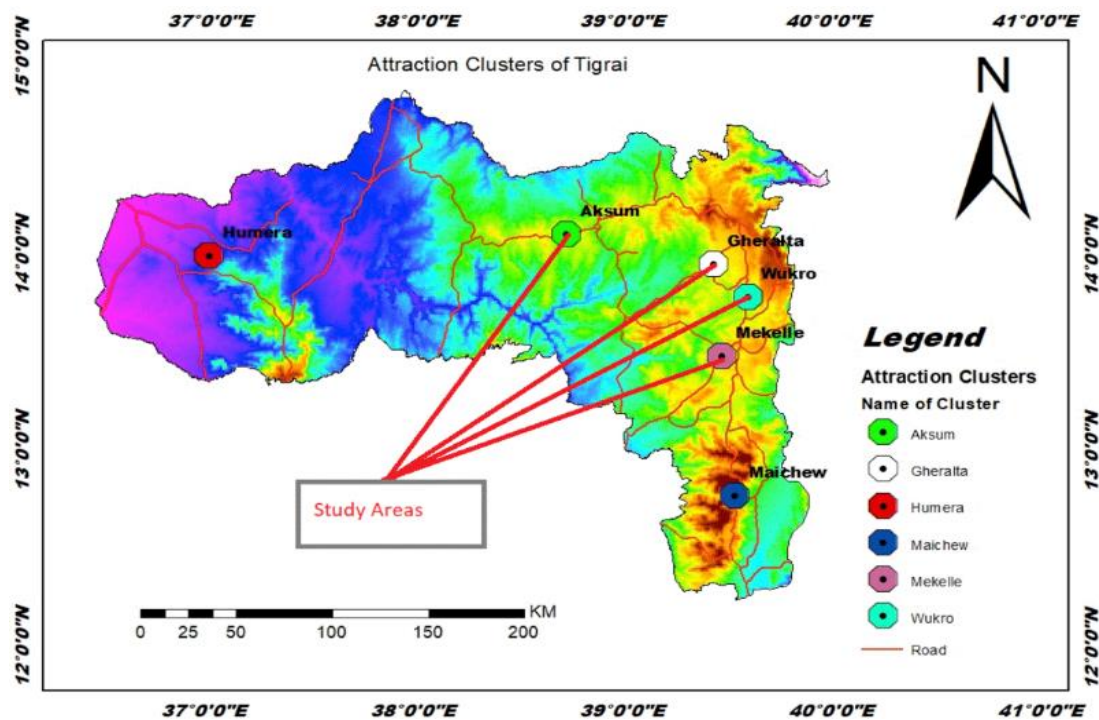 37°0'0"E 38°0'0"E 39°0'0"E 40°0'0"E 41°0'0"E
15°0'0"N
Attraction Clusters of Tigrai
N
Aksum
Humera
Gheralta
14°0'0"N
14°0'0"N
Wukro
Mekelle
Legend
Attraction Clusters
Name of Cluster
Aksum
Gheralta
Humera
Maichew
Mekelle
Wukro
Road
13°0'0"N
13°0'0"N
Maichew
Study Areas
KM
0 25 50 100 150 200
12°0'0"N
12°0'0"N
37°0'0"E 38°0'0"E 39°0'0"E 40°0'0"E 41°0'0"E